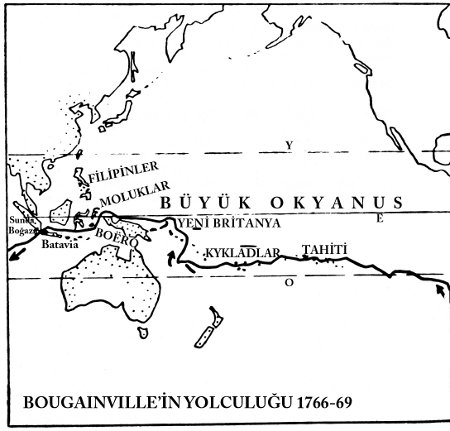 Y
FİLİPİNLER
MOLUKLAR
BÜYÜK OKYANUS
E
Sunda
Boğazı
YENİ BRİTANYA
BOERO
Batavia
KYKLADLAR
TAHİTİ
O
BOUGAINVILLE'İN YOLCULUĞU 1766-69